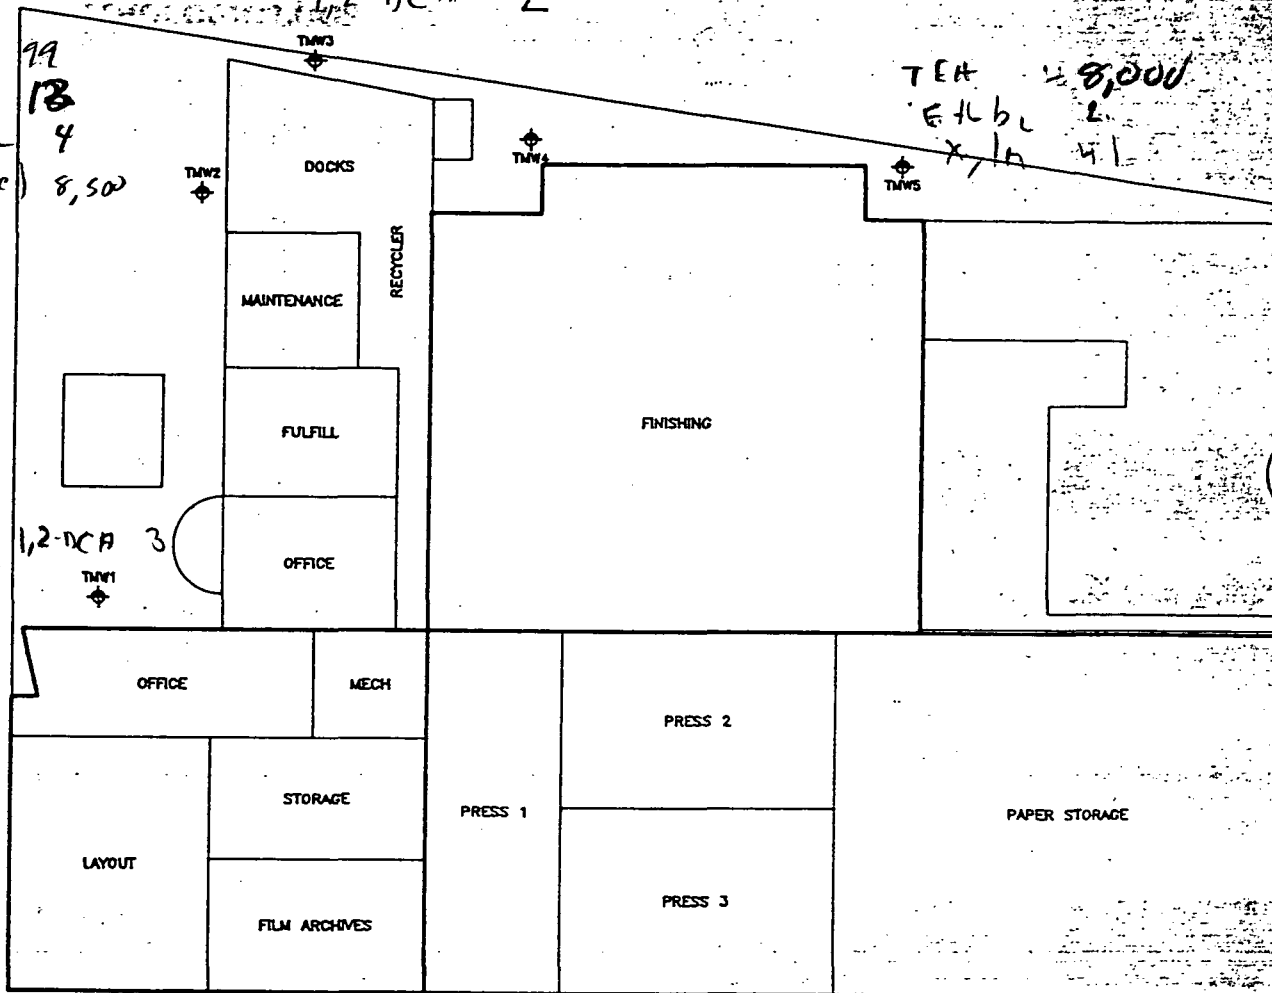 TMW3
99
TEH 8,000
4
TMW4
8,500
TMW2
DOCKS
TMW5
RECYCLER
MAINTENANCE
FULFILL
FINISHING
1,2-DCA 3
OFFICE
TMW1
OFFICE
MECH
PRESS 2
STORAGE
PRESS 1
PAPER STORAGE
LAYOUT
PRESS 3
FILM ARCHIVES